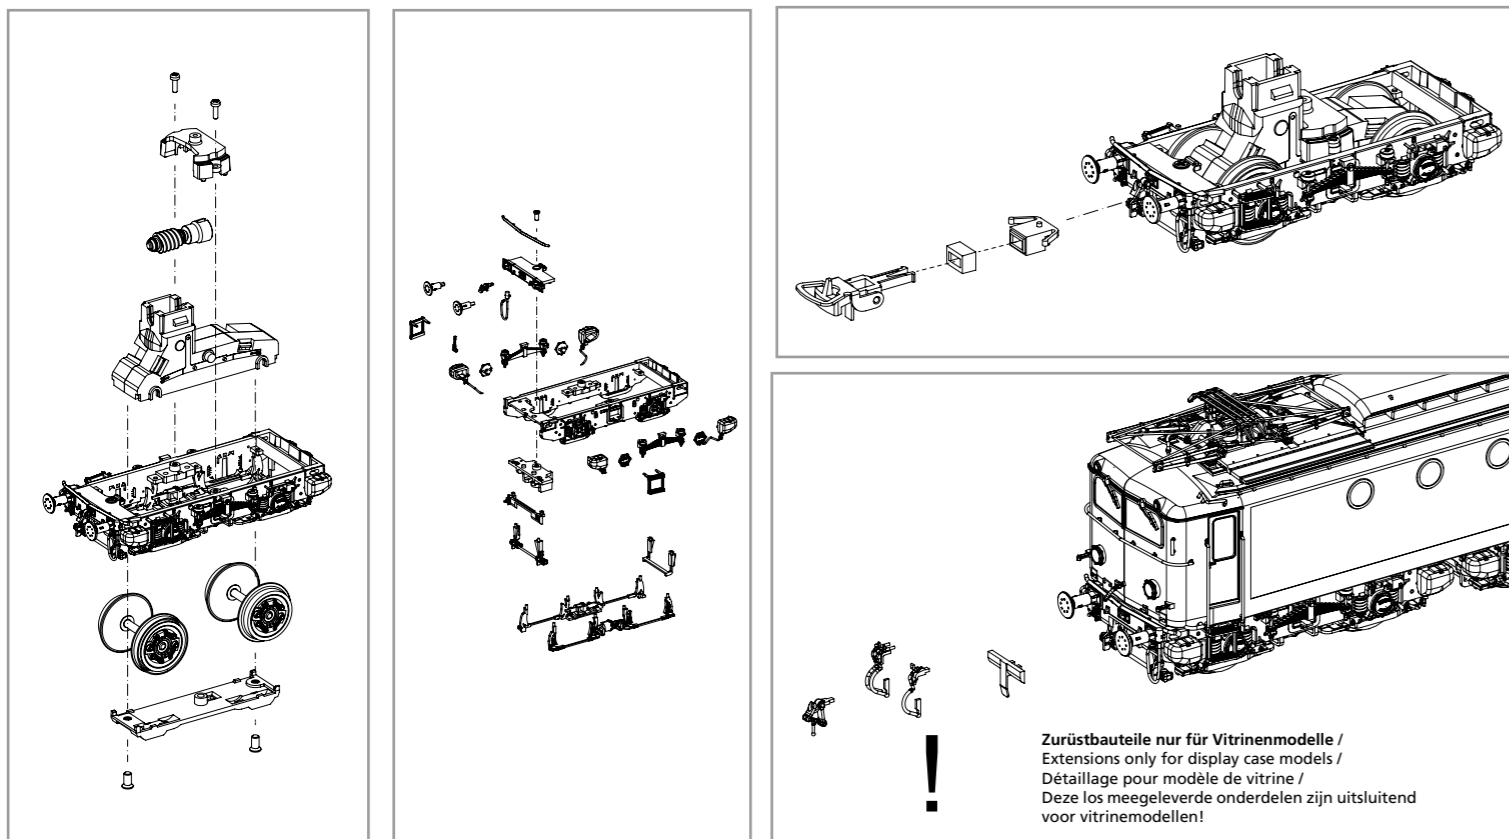 Zurüstbauteile nur für Vitrinenmodelle /
Extensions only for display case models /
Détaillage pour modèle de vitrine /
Deze los meegeleverde onderdelen zijn uitsluitend
voor vitrinemodellen!